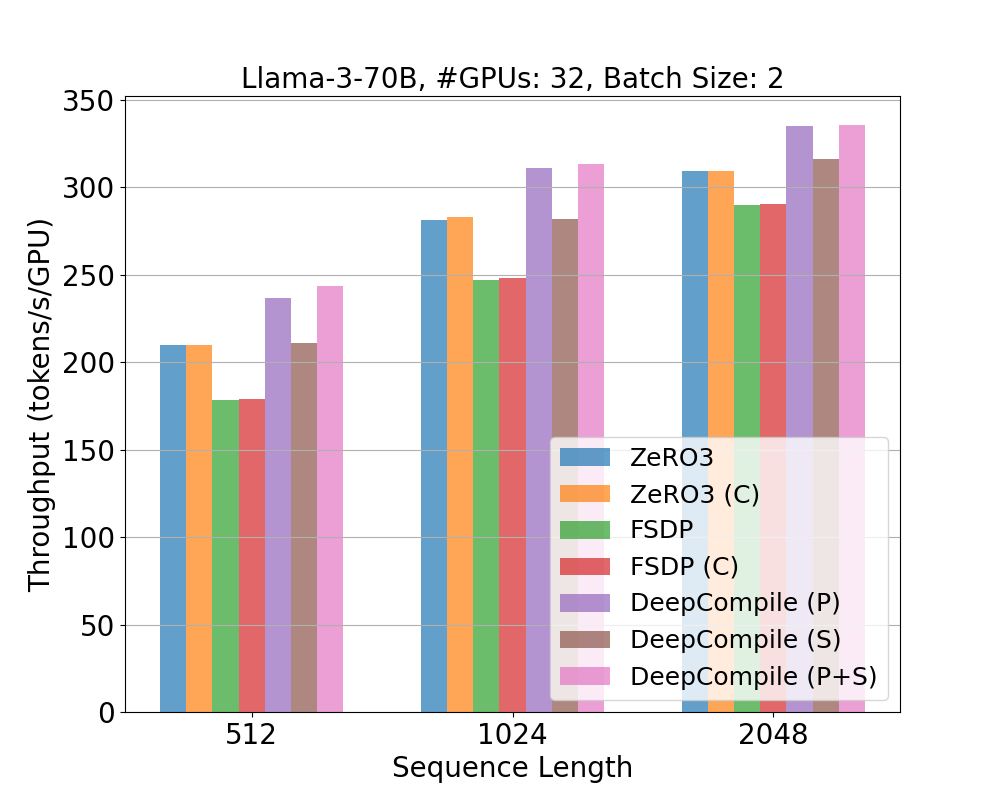 Llama-3-70B, #GPUs: 32, Batch Size: 2
Throughput (tokens/s/GPU)
350
300
250
200
150
100
50
0
ZeRO3
ZeRO3 (C)
FSDP
FSDP (C)
DeepCompile (P)
DeepCompile (S)
DeepCompile (P+S)
512 1024 2048
Sequence Length